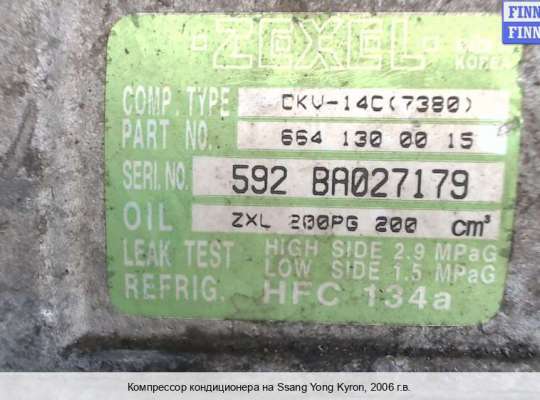 ZEXEL
KOREA
FINN
FINN
COMP. TYPE CKV-14C(7380)
PART NO. 664 130 00 15
SERI. NO. 592 BA027179
OIL ZXL 200PG 200 cm³
LEAK TEST HIGH SIDE 2.9 MPaG
LOW SIDE 1.5 MPaG
REFRIG. HFC 134a
Компрессор кондиционера на Ssang Yong Kyron, 2006 г.в.